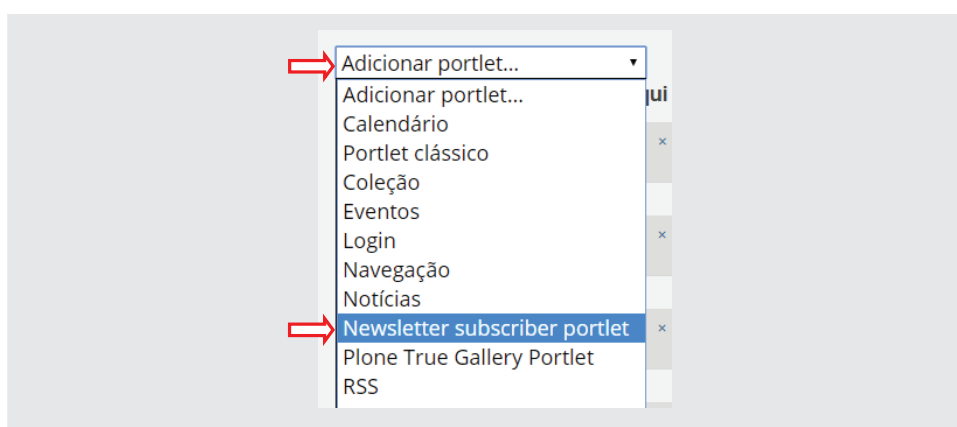 Adicionar portlet...
Adicionar portlet...
Calendário
Portlet clássico
Coleção
Eventos
Login
Navegação
Notícias
Newsletter subscriber portlet
Plone True Gallery Portlet
RSS